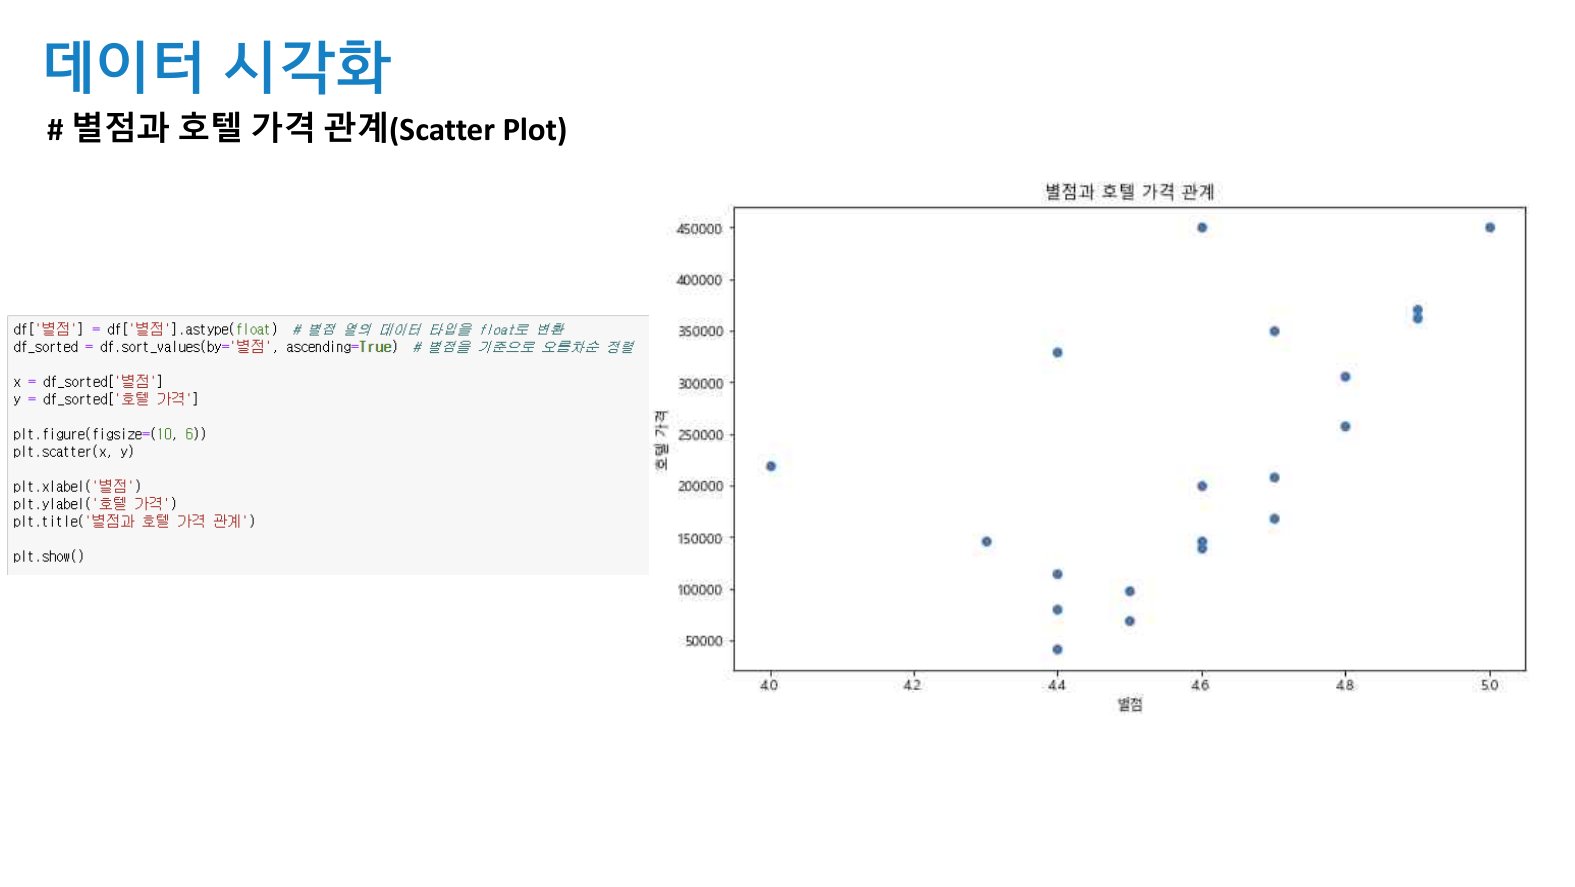 데이터 시각화
# 별점과 호텔 가격 관계(Scatter Plot)
df['별점'] = df['별점'].astype(float)  # 별점 열의 데이터 타입을 float로 변환
df_sorted = df.sort_values(by='별점', ascending=True)  # 별점을 기준으로 오름차순 정렬
x = df_sorted['별점']
y = df_sorted['호텔 가격']
plt.figure(figsize=(10, 6))
plt.scatter(x, y)
plt.xlabel('별점')
plt.ylabel('호텔 가격')
plt.title('별점과 호텔 가격 관계')
plt.show()
별점과 호텔 가격 관계
450000
400000
350000
300000
250000
200000
150000
100000
50000
호텔 가격
4.0 4.2 4.4 4.6 4.8 5.0
별점